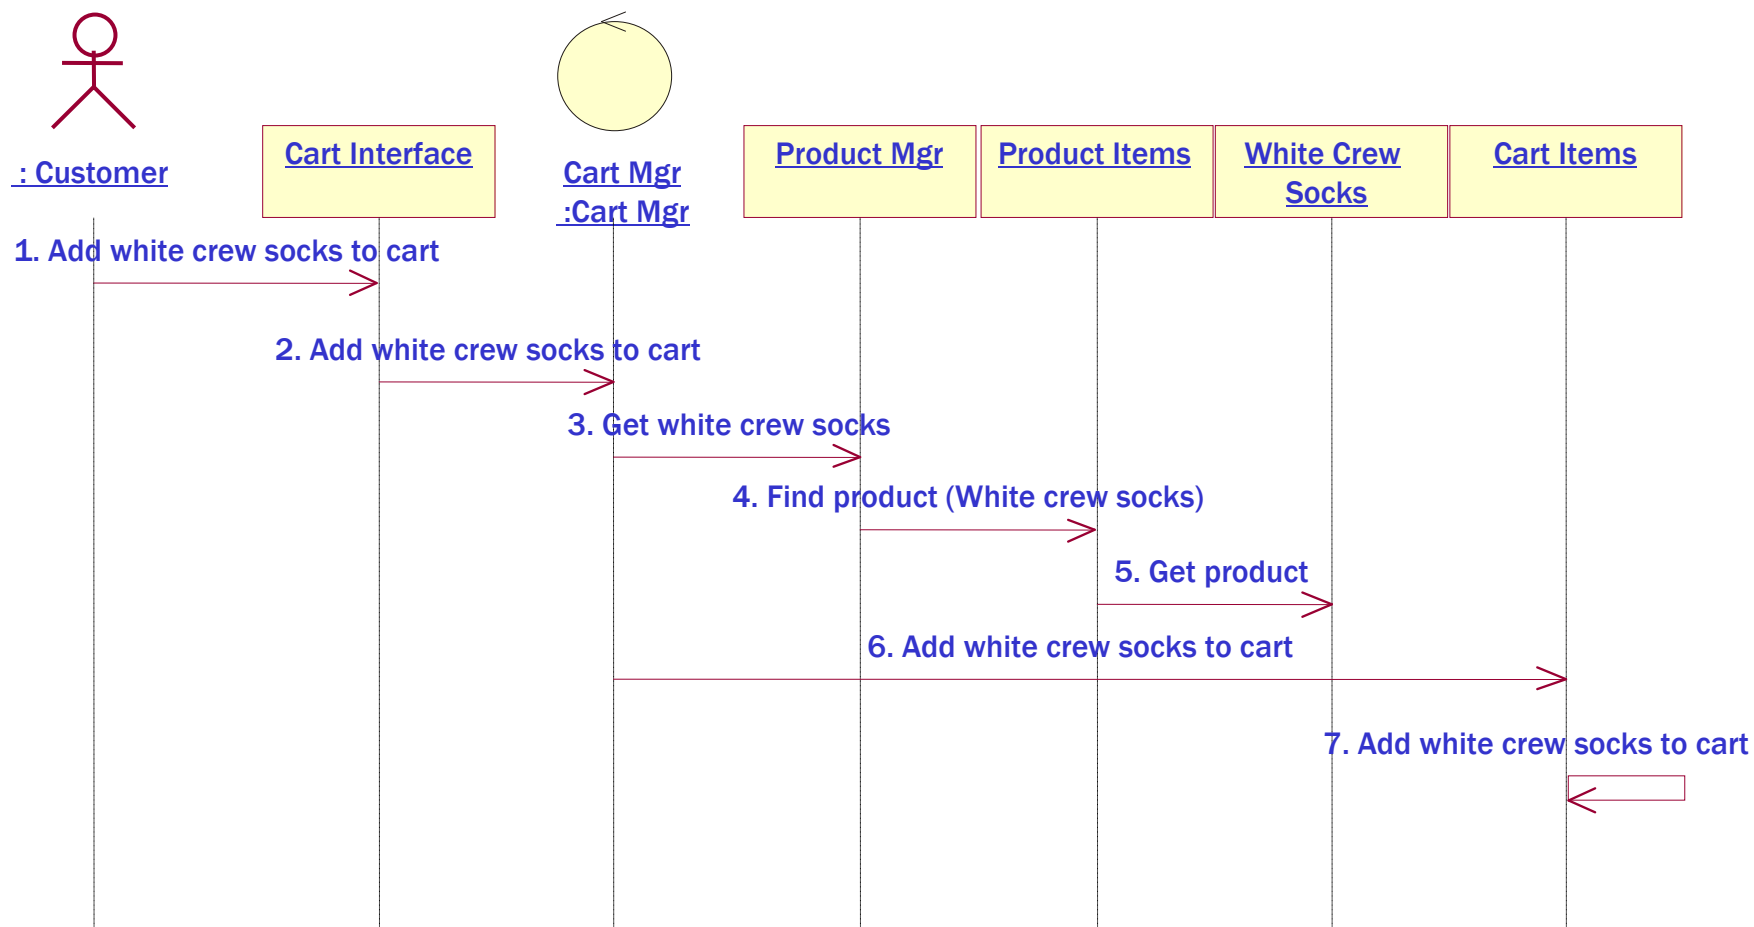 : Customer
Cart Interface
Cart Mgr
:Cart Mgr
Product Mgr
Product Items
White Crew
Socks
Cart Items
1. Add white crew socks to cart
2. Add white crew socks to cart
3. Get white crew socks
4. Find product (White crew socks)
5. Get product
6. Add white crew socks to cart
7. Add white crew socks to cart